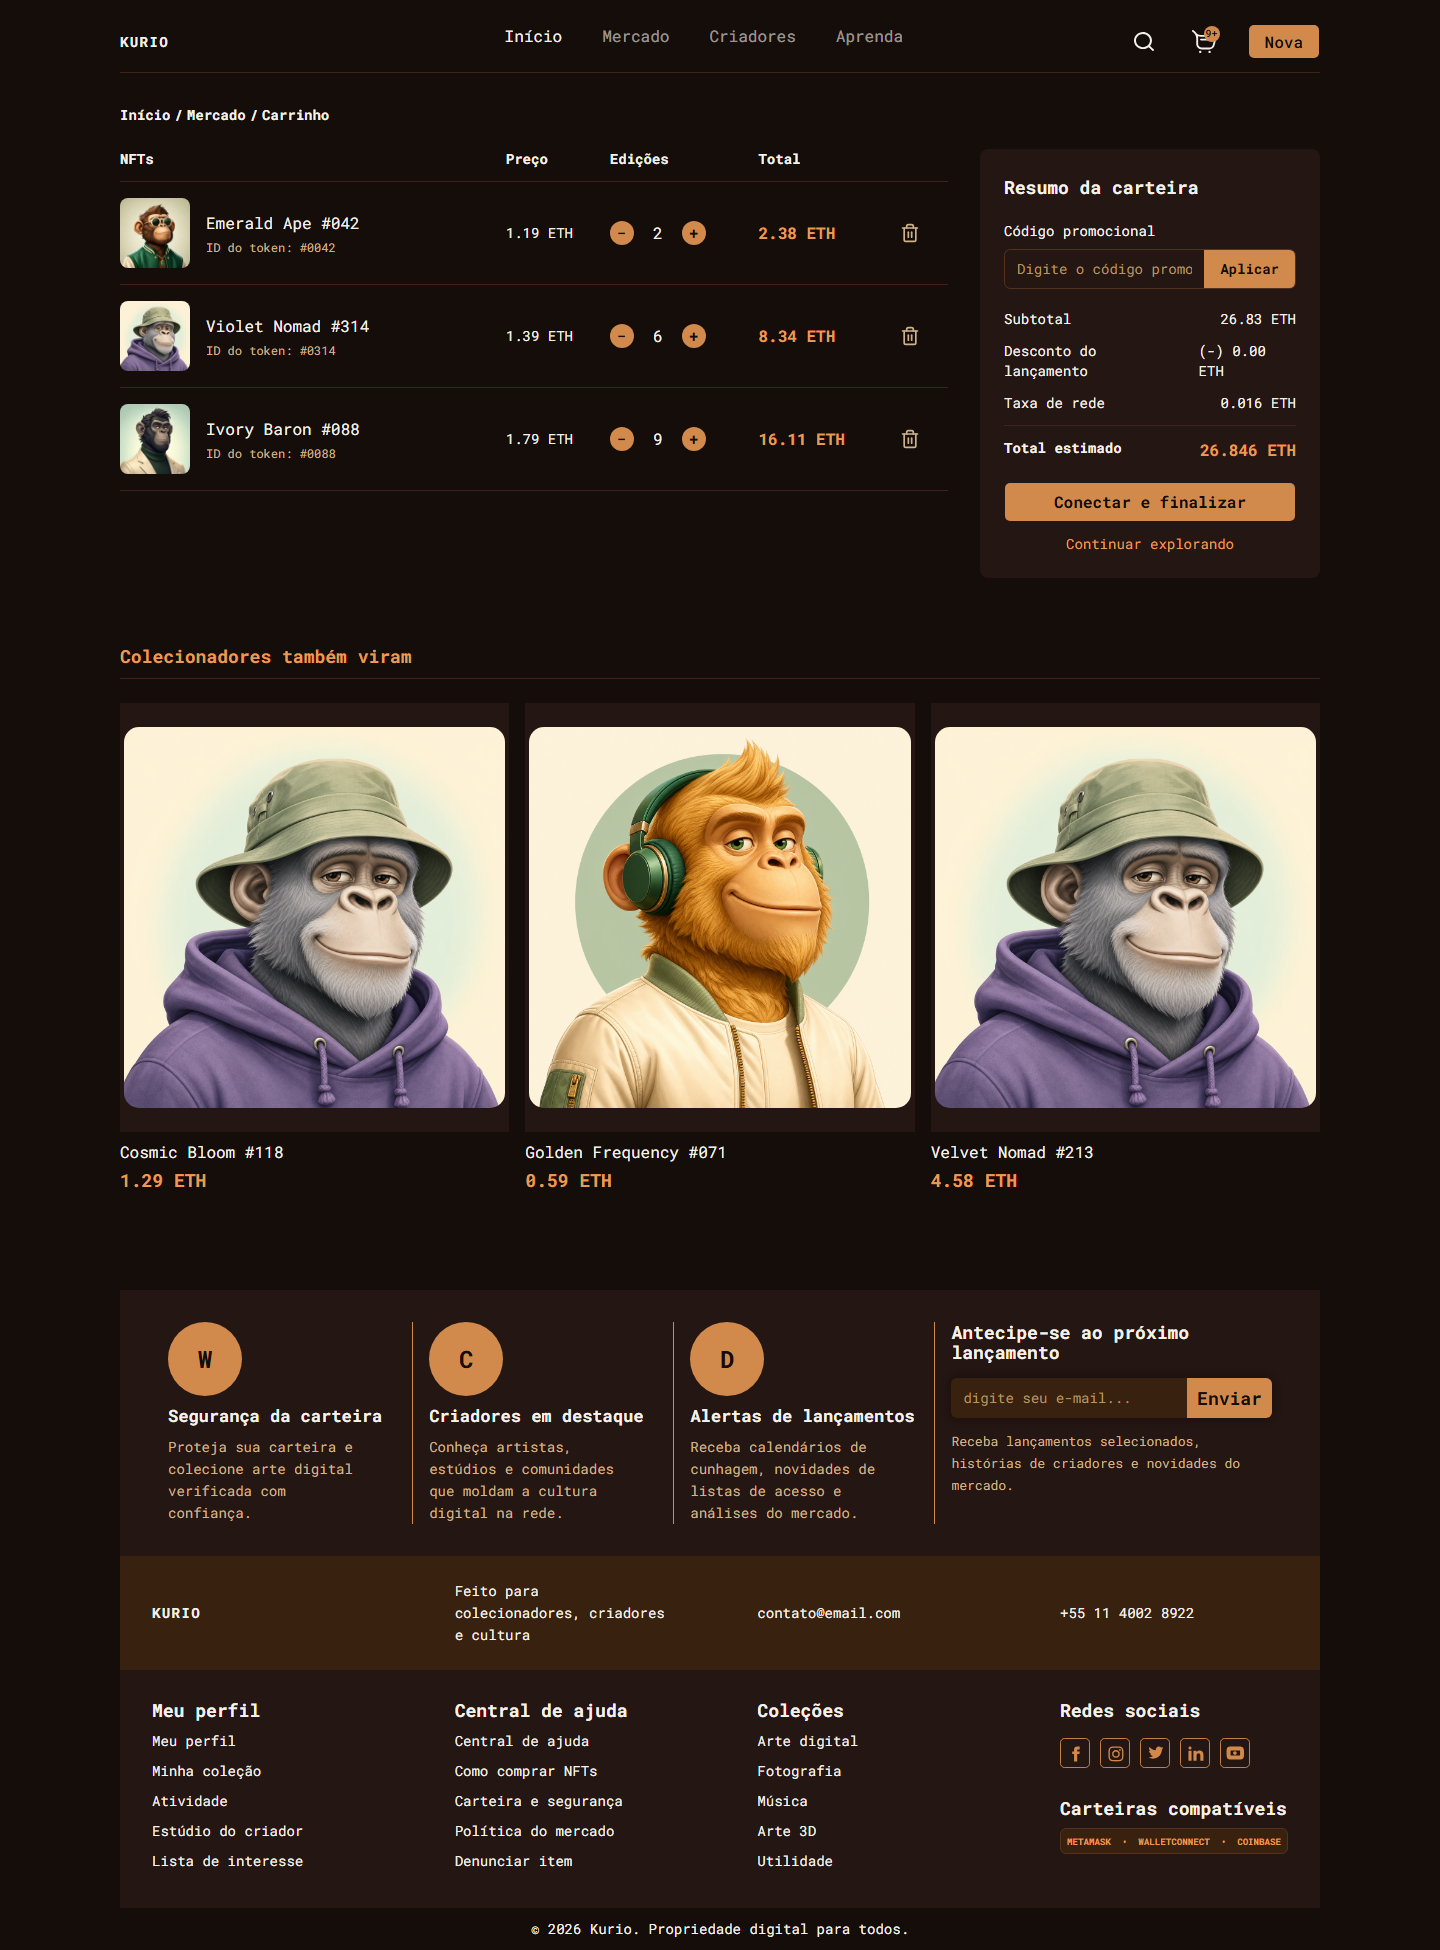 KURIO
Início
Mercado
Criadores
Aprenda
9+
Nova
Início / Mercado / Carrinho
NFTs
Preço
Edições
Total
Emerald Ape #042
ID do token: #0042
1.19 ETH
−
2
+
2.38 ETH
Violet Nomad #314
ID do token: #0314
1.39 ETH
−
6
+
8.34 ETH
Ivory Baron #088
ID do token: #0088
1.79 ETH
−
9
+
16.11 ETH
Resumo da carteira
Código promocional
Digite o código promo
Aplicar
Subtotal
26.83 ETH
Desconto do
lançamento
(-) 0.00
ETH
Taxa de rede
0.016 ETH
Total estimado
26.846 ETH
Conectar e finalizar
Continuar explorando
Colecionadores também viram
Cosmic Bloom #118
1.29 ETH
Golden Frequency #071
0.59 ETH
Velvet Nomad #213
4.58 ETH
W
Segurança da carteira
Proteja sua carteira e
colecione arte digital
verificada com
confiança.
C
Criadores em destaque
Conheça artistas,
estúdios e comunidades
que moldam a cultura
digital na rede.
D
Alertas de lançamentos
Receba calendários de
cunhagem, novidades de
listas de acesso e
análises do mercado.
Antecipe-se ao próximo
lançamento
digite seu e-mail...
Enviar
Receba lançamentos selecionados,
histórias de criadores e novidades do
mercado.
KURIO
Feito para
colecionadores, criadores
e cultura
contato@email.com
+55 11 4002 8922
Meu perfil
Meu perfil
Minha coleção
Atividade
Estúdio do criador
Lista de interesse
Central de ajuda
Central de ajuda
Como comprar NFTs
Carteira e segurança
Política do mercado
Denunciar item
Coleções
Arte digital
Fotografia
Música
Arte 3D
Utilidade
Redes sociais
Carteiras compatíveis
METAMASK · WALLETCONNECT · COINBASE
© 2026 Kurio. Propriedade digital para todos.